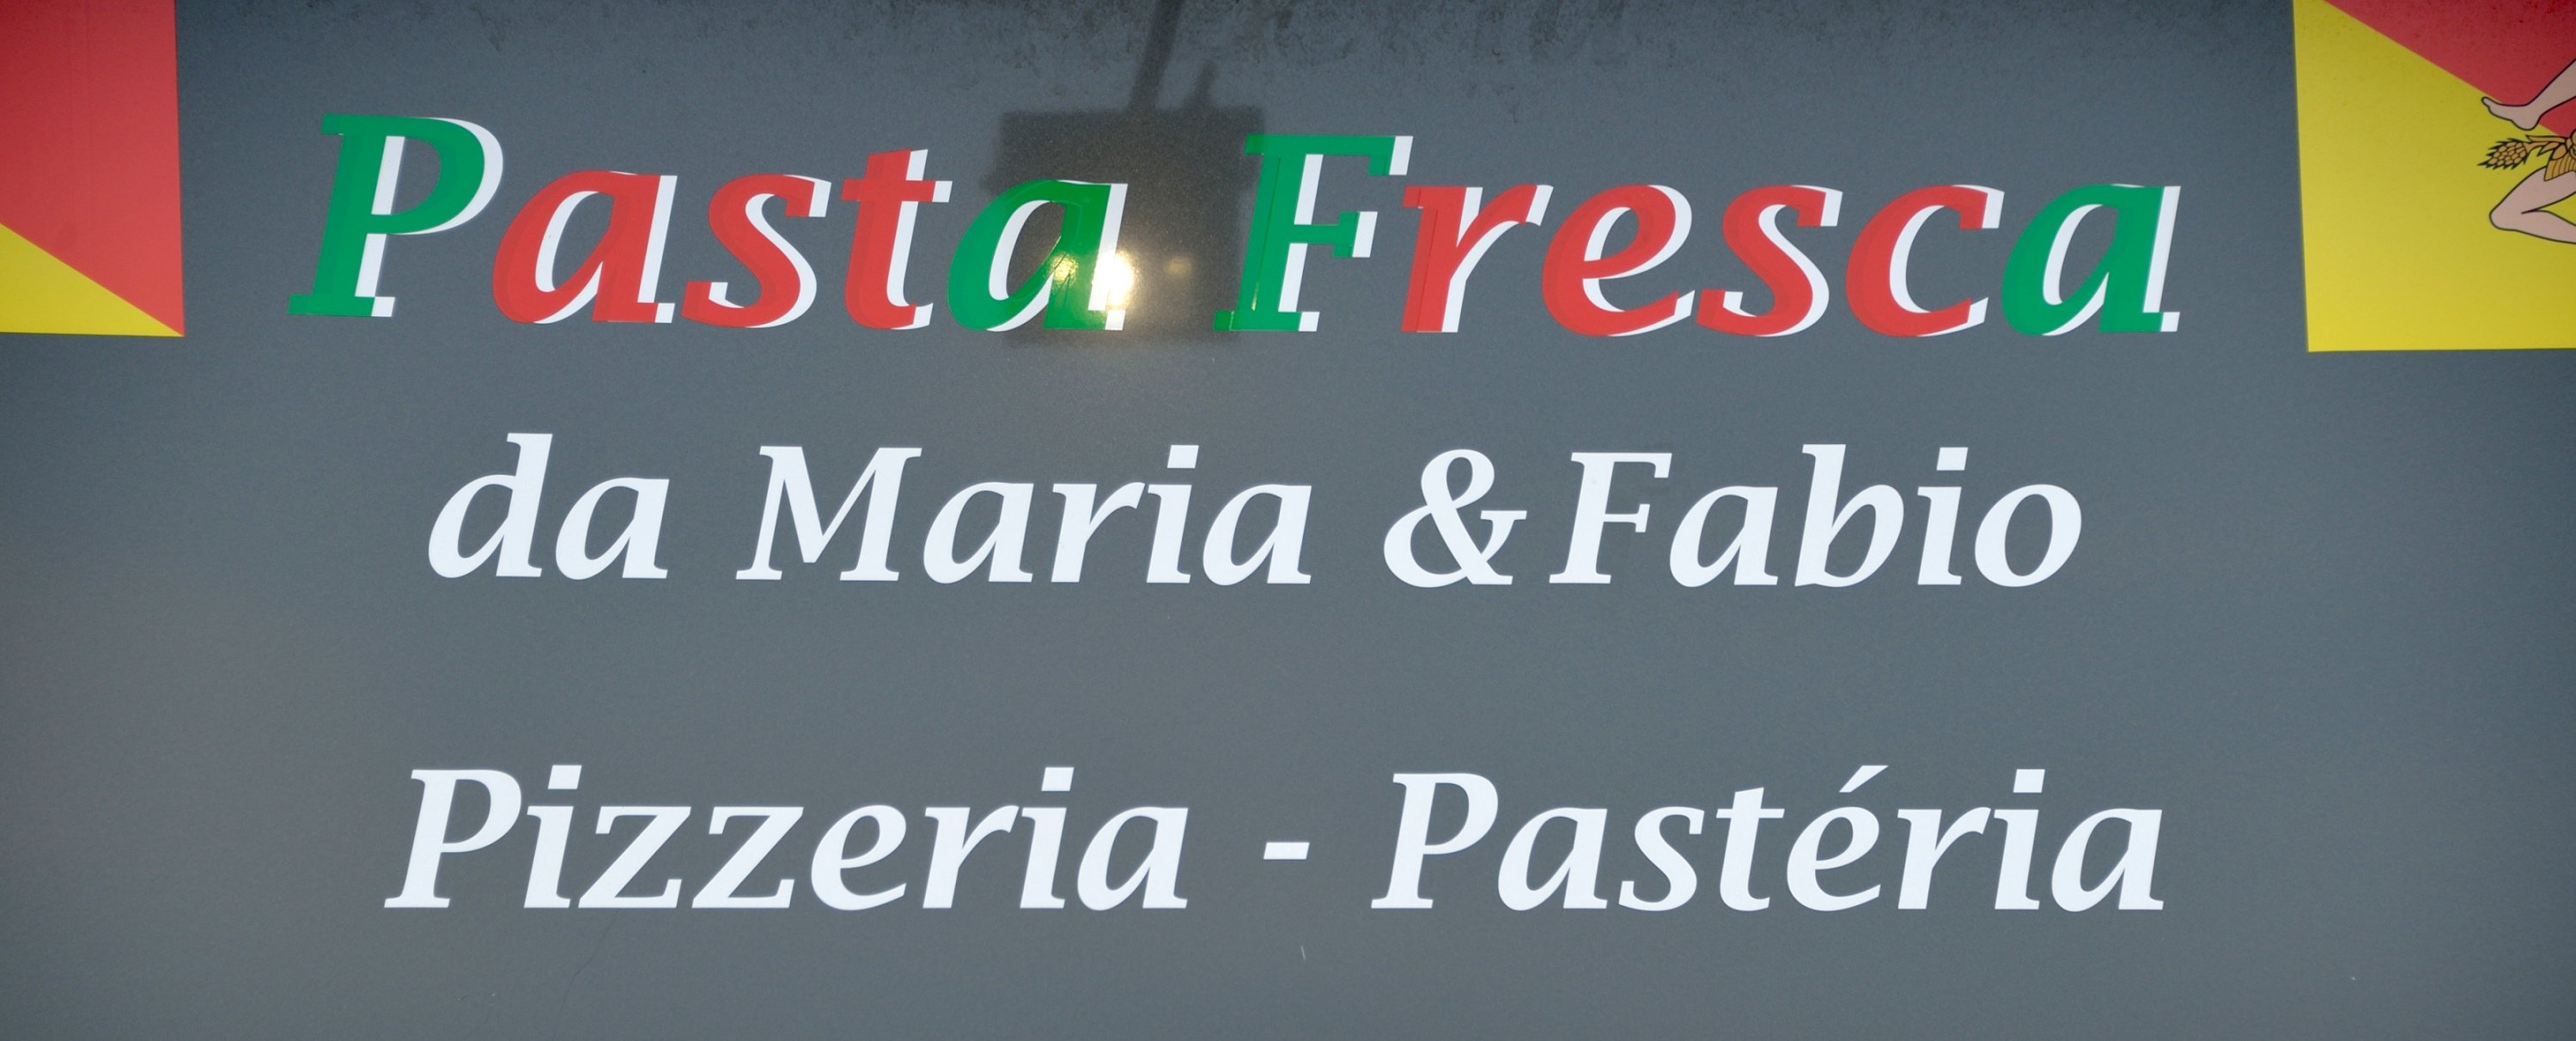 Pasta Fresca
da Maria & Fabio
Pizzeria - Pastéria